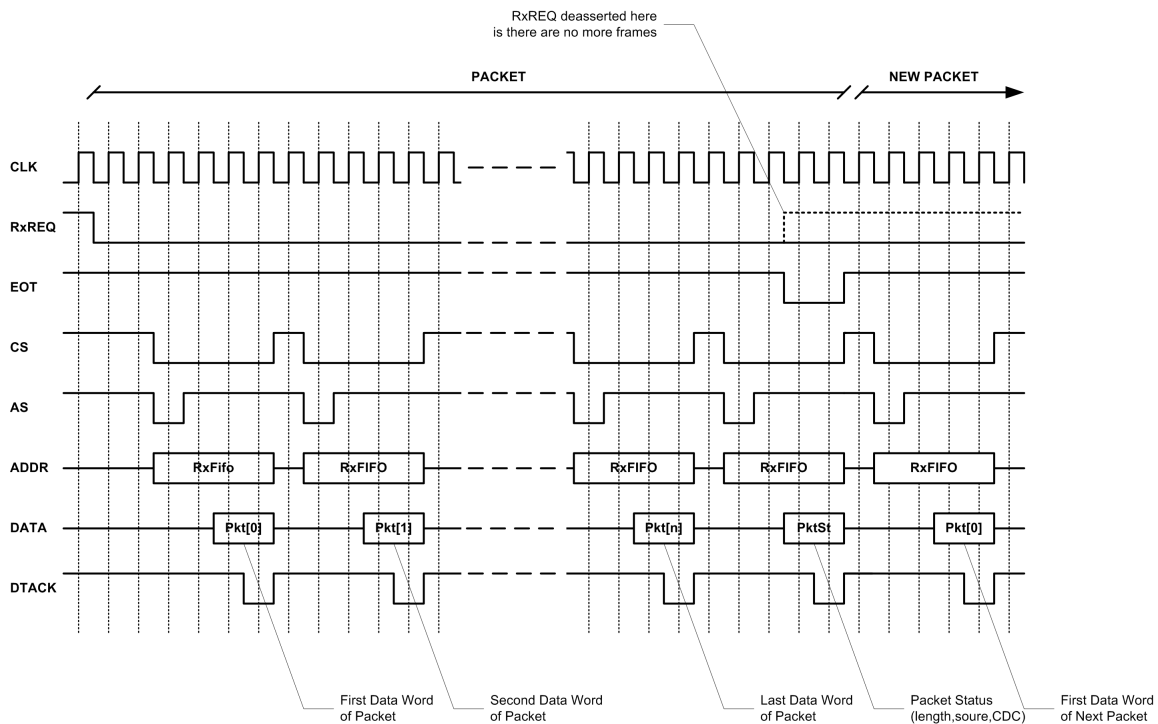 RxREQ deasserted here
is there are no more frames
PACKET
NEW PACKET
CLK
RxREQ
EOT
CS
AS
ADDR
RxFifo
RxFIFO
RxFIFO
RxFIFO
RxFIFO
DATA
Pkt[0]
Pkt[1]
Pkt[n]
PktSt
Pkt[0]
DTACK
First Data Word
of Packet
Second Data Word
of Packet
Last Data Word
of Packet
Packet Status
(length,soure,CDC)
First Data Word
of Next Packet